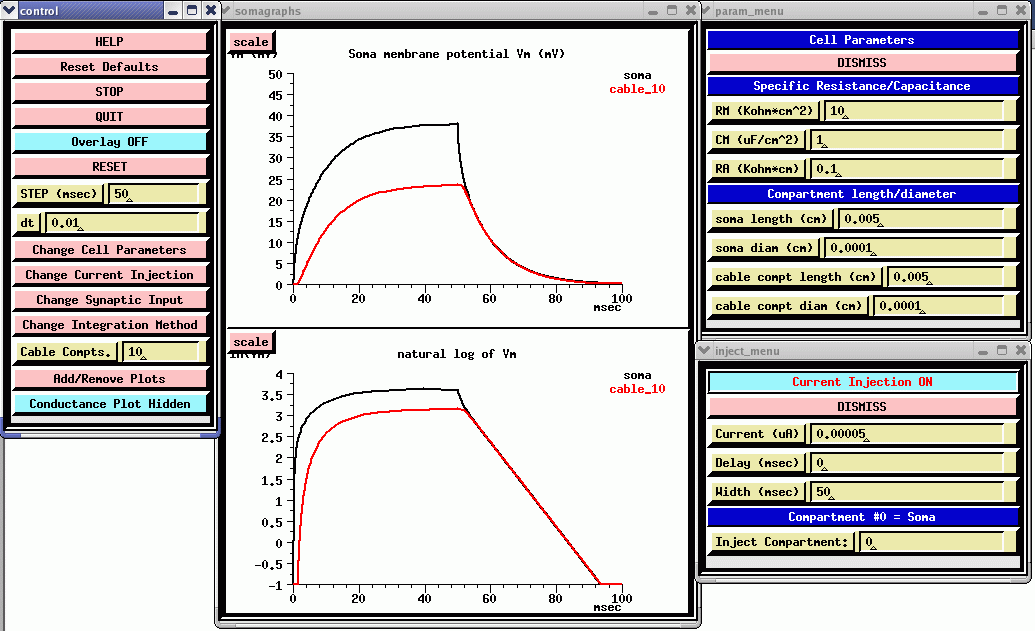 control
HELP
Reset Defaults
STOP
QUIT
Overlay OFF
RESET
STEP (msec) 50
dt 0.01
Change Cell Parameters
Change Current Injection
Change Synaptic Input
Change Integration Method
Cable Compts. 10
Add/Remove Plots
Conductance Plot Hidden
somagraphs
scale
Soma membrane potential Vm (mV)
soma
cable_10
50
45
40
35
30
25
20
15
10
5
0
0 20 40 60 80 100
msec
scale
natural log of Vm
soma
cable_10
4
3.5
3
2.5
2
1.5
1
0.5
0
-0.5
-1
0 20 40 60 80 100
msec
param_menu
Cell Parameters
DISMISS
Specific Resistance/Capacitance
RM (Kohm*cm^2) 10
CM (uF/cm^2) 1
RA (Kohm*cm) 0.1
Compartment length/diameter
soma length (cm) 0.005
soma diam (cm) 0.0001
cable compt length (cm) 0.005
cable compt diam (cm) 0.0001
inject_menu
Current Injection ON
DISMISS
Current (uA) 0.00005
Delay (msec) 0
Width (msec) 50
Compartment #0 = Soma
Inject Compartment: 0